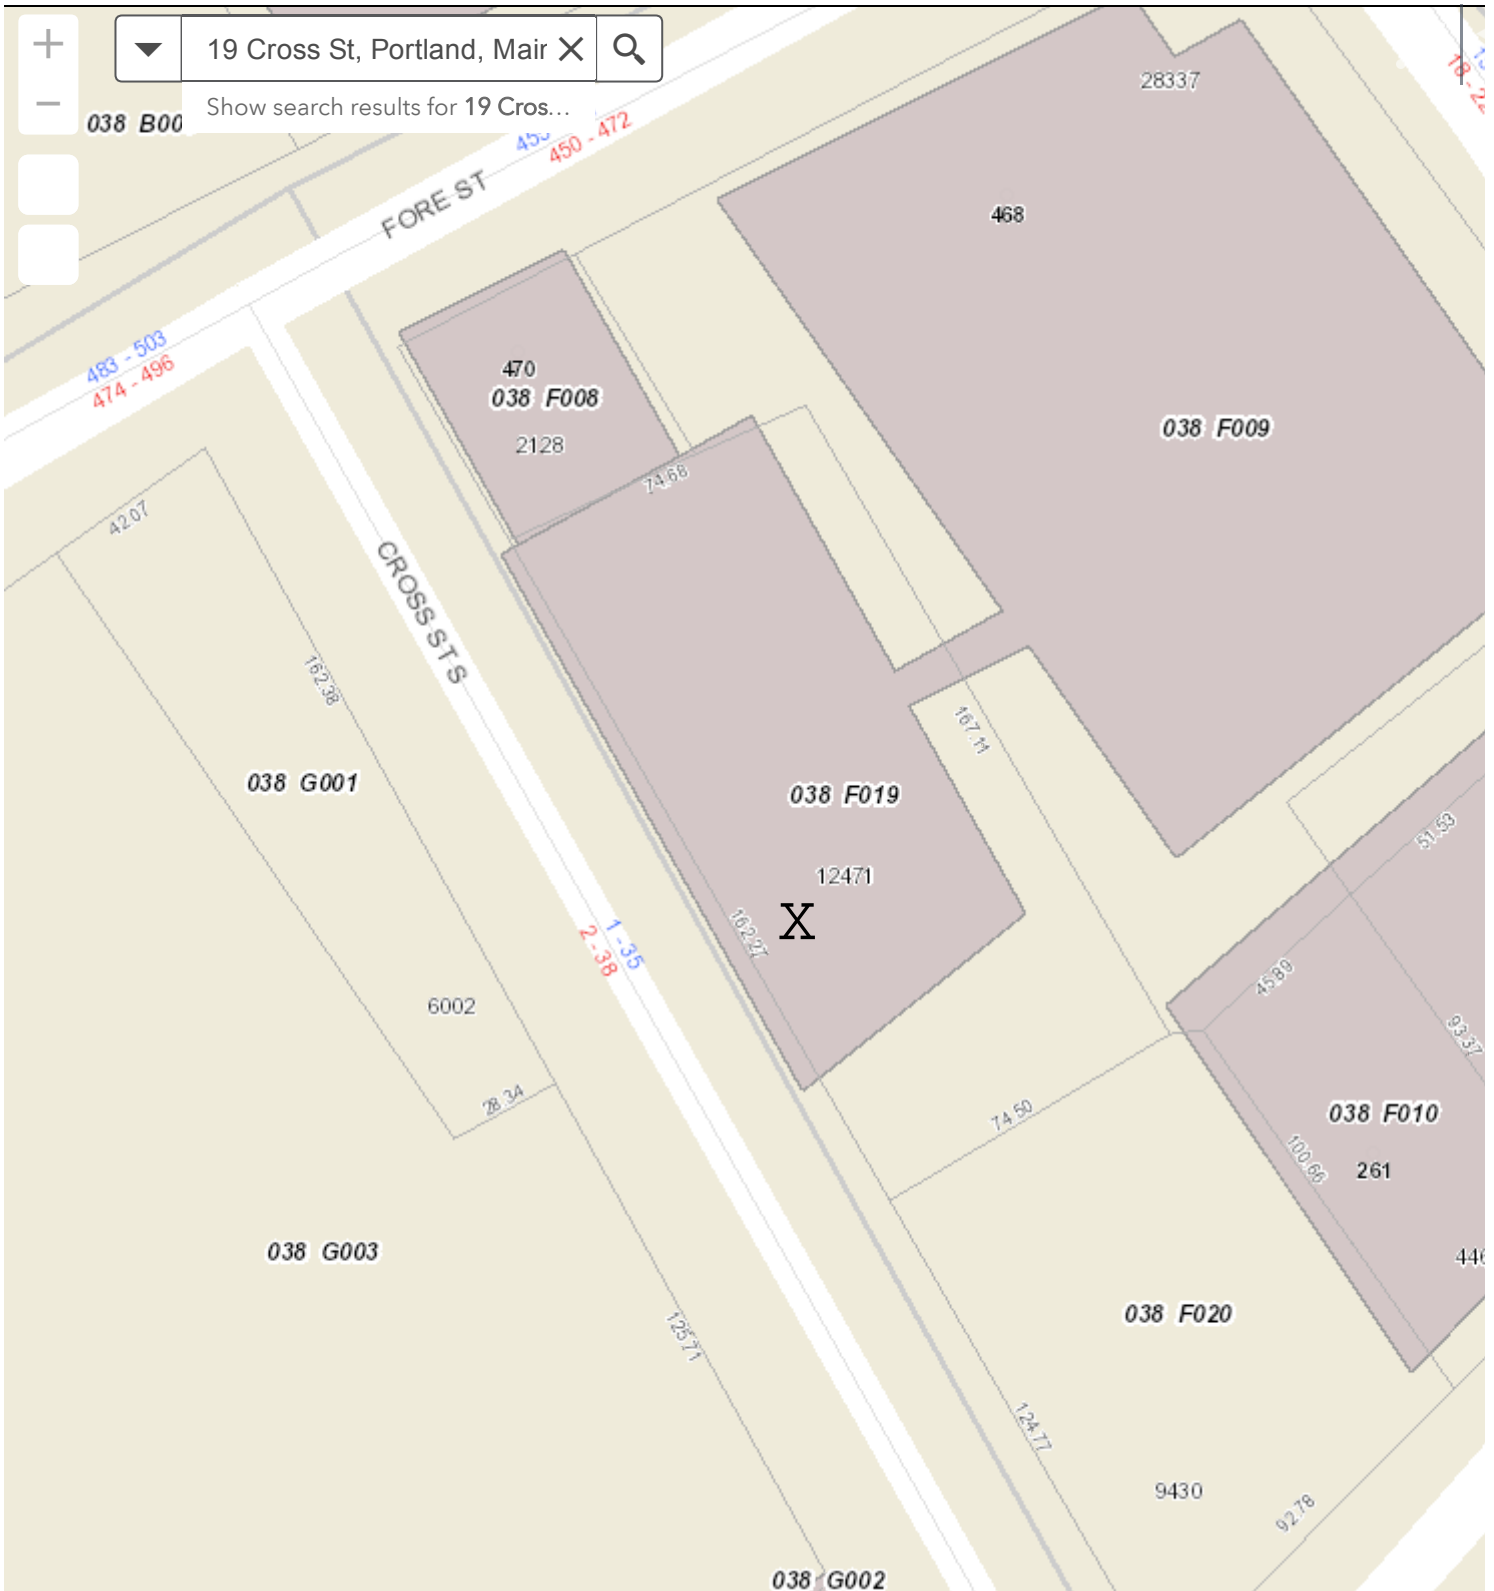 +
−
19 Cross St, Portland, Mair
Show search results for 19 Cros...
038 B00
450 - 472
FORE ST
483 - 503
474 - 496
28337
468
470
038 F008
2128
038 F009
74.68
42.07
CROSS ST S
162.38
167.11
038 G001
038 F019
12471
X
162.27
51.53
1 - 35
2 - 38
6002
45.89
93.37
28.34
74.50
038 F010
100.66
261
446
038 G003
038 F020
125.71
124.77
9430
92.78
038 G002